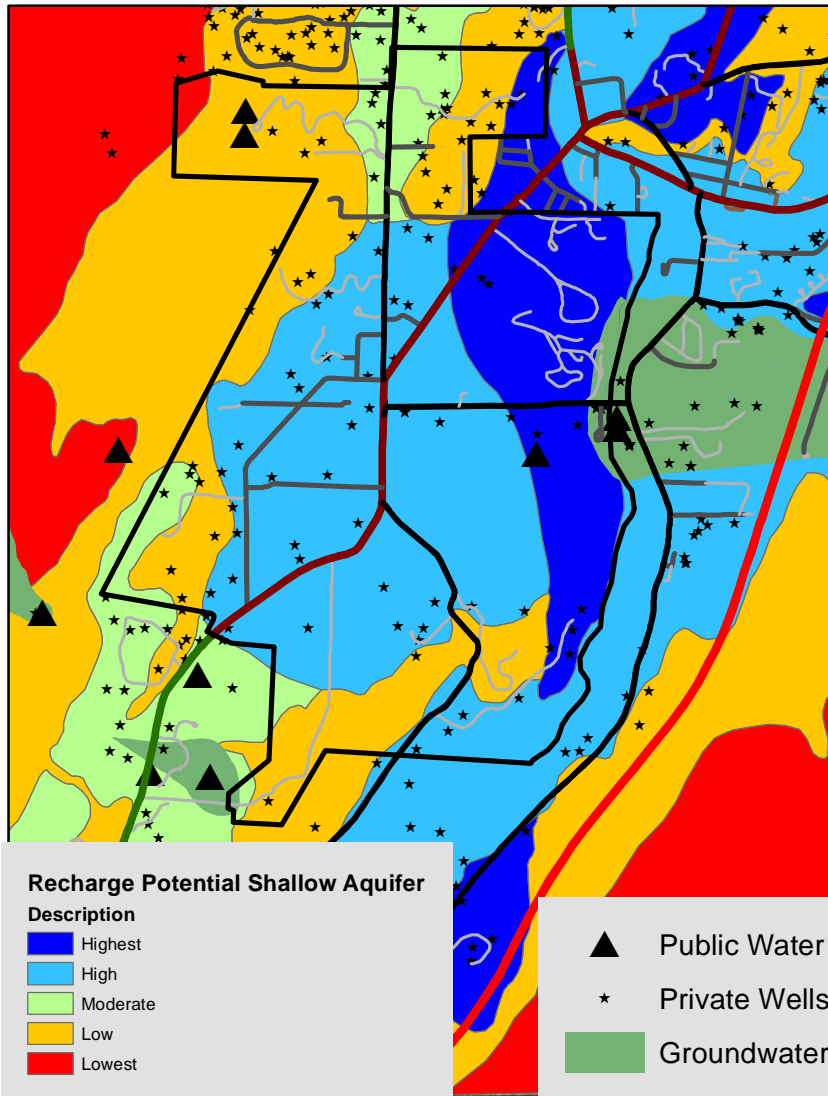 Recharge Potential Shallow Aquifer
Description
Highest
High
Moderate
Low
Lowest
Public Water
Private Wells
Groundwater